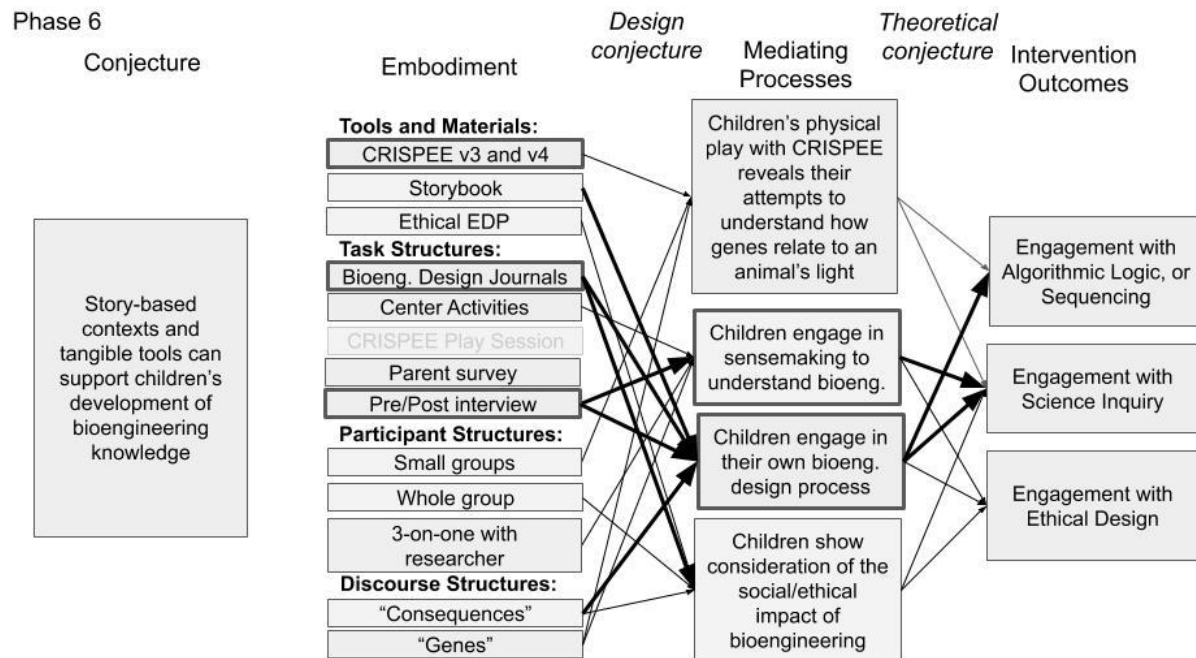 Phase 6
Conjecture
Embodiment
Design
conjecture
Mediating
Processes
Theoretical
conjecture
Intervention
Outcomes
Story-based
contexts and
tangible tools can
support children’s
development of
bioengineering
knowledge
Tools and Materials:
CRISPEE v3 and v4
Storybook
Ethical EDP
Task Structures:
Bioeng. Design Journals
Center Activities
CRISPEE Play Session
Parent survey
Pre/Post interview
Participant Structures:
Small groups
Whole group
3-on-one with
researcher
Discourse Structures:
“Consequences”
“Genes”
Children’s physical
play with CRISPEE
reveals their
attempts to
understand how
genes relate to an
animal’s light
Children engage in
sensemaking to
understand bioeng.
Children engage in
their own bioeng.
design process
Children show
consideration of the
social/ethical
impact of
bioengineering
Engagement with
Algorithmic Logic, or
Sequencing
Engagement with
Science Inquiry
Engagement with
Ethical Design